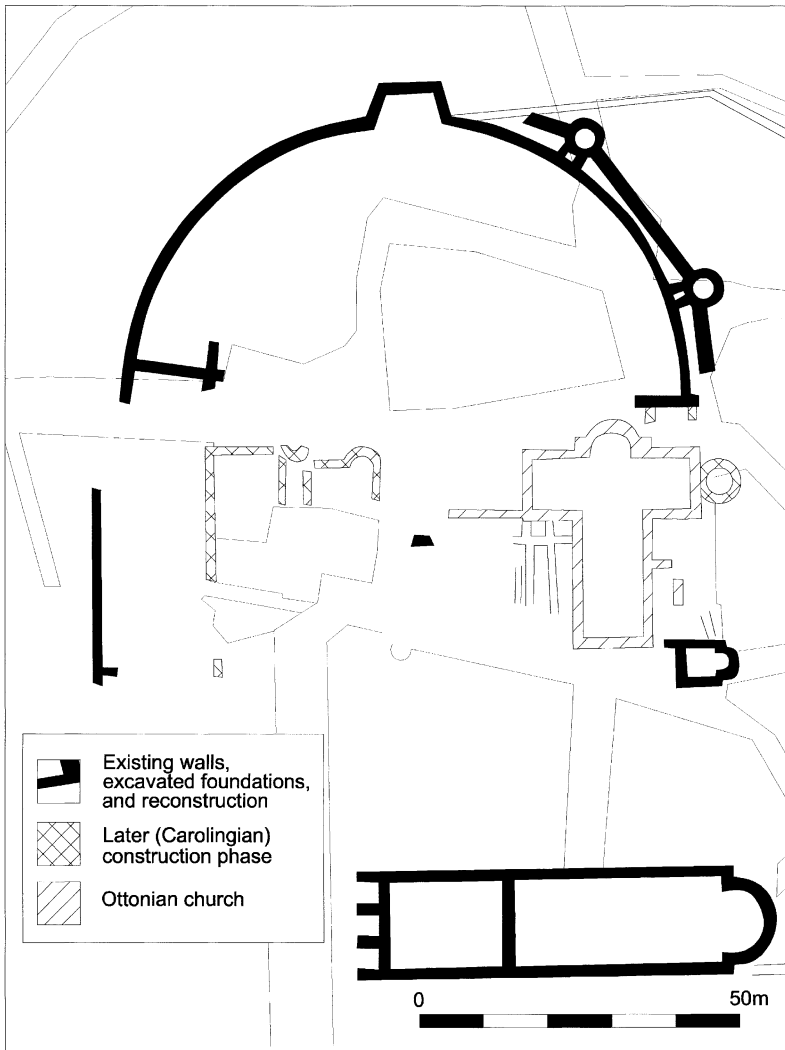 Existing walls,
excavated foundations,
and reconstruction
Later (Carolingian)
construction phase
Ottonian church
0 50m